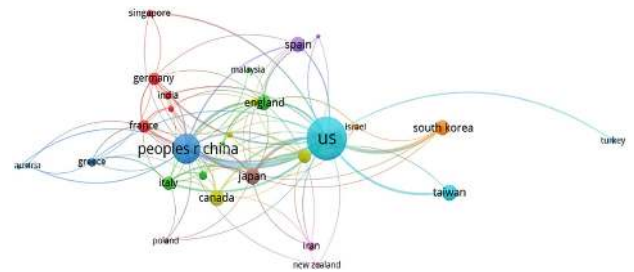 singapore
spain
malaysia
germany
india
england
france
us
israel
south korea
peoples r china
turkey
greece
italy
japan
canada
taiwan
poland
iran
new zealand